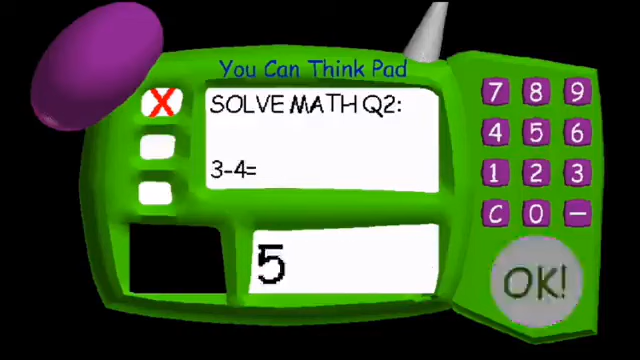 You Can Think Pad
X
SOLVE MATH Q2:
3-4=
5
7 8 9
4 5 6
1 2 3
C 0 -
OK!